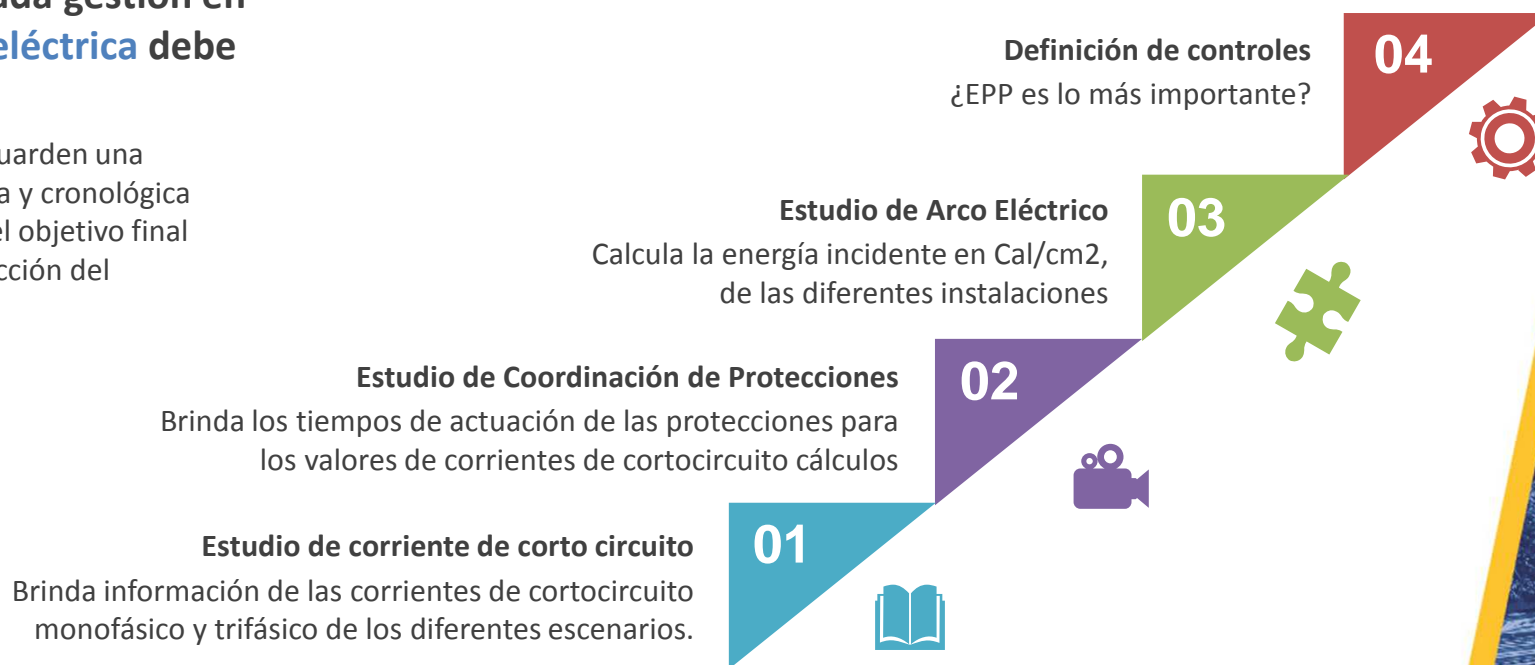 gestión en
eléctrica debe
una
y cronológica
objetivo final
del
04
Definición de controles
¿EPP es lo más importante?
03
Estudio de Arco Eléctrico
Calcula la energía incidente en Cal/cm2,
de las diferentes instalaciones
02
Estudio de Coordinación de Protecciones
Brinda los tiempos de actuación de las protecciones para
los valores de corrientes de cortocircuito cálculos
01
Estudio de corriente de corto circuito
Brinda información de las corrientes de cortocircuito
monofásico y trifásico de los diferentes escenarios.